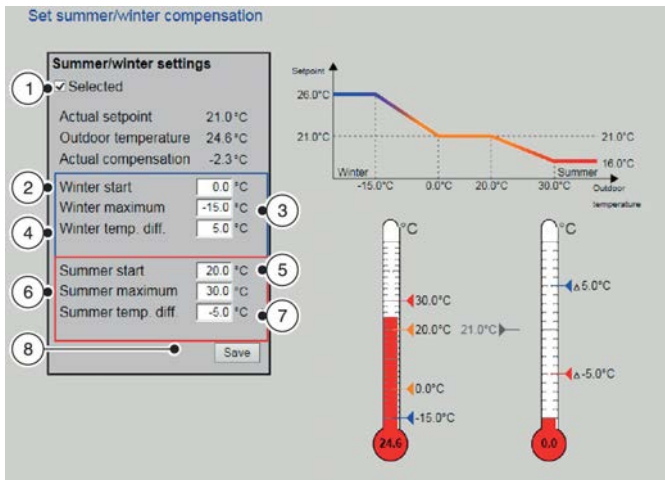 Set summer/winter compensation
Summer/winter settings
1
Selected
Actual setpoint 21.0 °C
Outdoor temperature 24.6 °C
Actual compensation -2.3 °C
2
Winter start 0.0 °C
Winter maximum -15.0 °C
3
4
Winter temp. diff. 5.0 °C
Summer start 20.0 °C
5
6
Summer maximum 30.0 °C
Summer temp. diff. -5.0 °C
7
8
Save
Setpoint
26.0°C
21.0°C
21.0°C
16.0°C
Winter
Summer
-15.0°C 0.0°C 20.0°C 30.0°C
Outdoor
temperature
°C
30.0°C
20.0°C
0.0°C
-15.0°C
24.6
°C
Δ5.0°C
21.0°C
Δ-5.0°C
0.0